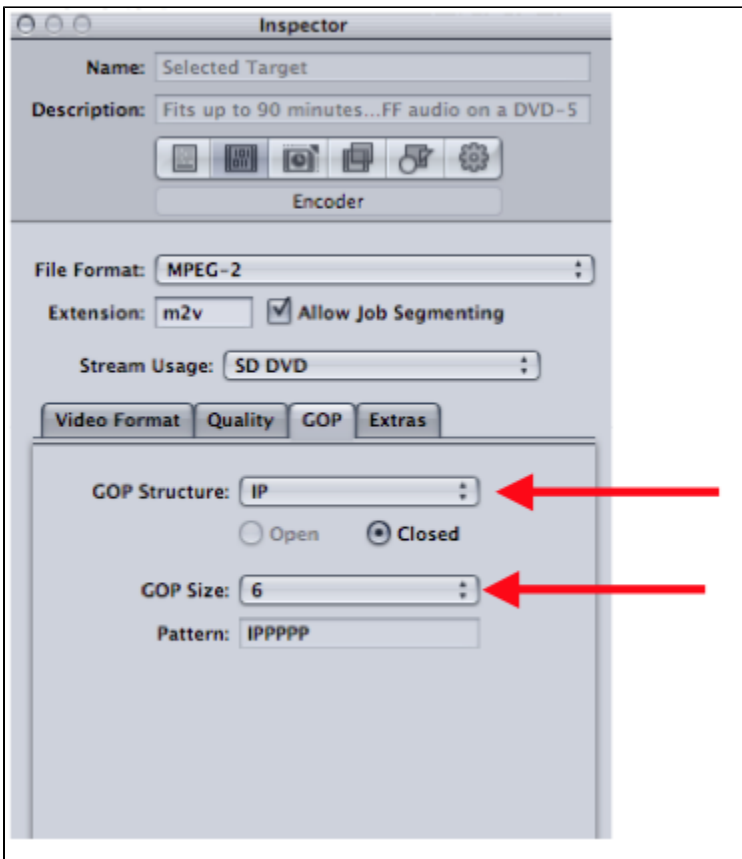 Inspector
Name: Selected Target
Description: Fits up to 90 minutes...FF audio on a DVD-5
Encoder
File Format: MPEG-2
Extension: m2v Allow Job Segmenting
Stream Usage: SD DVD
Video Format Quality GOP Extras
GOP Structure: IP
Open Closed
GOP Size: 6
Pattern: IPPPPP